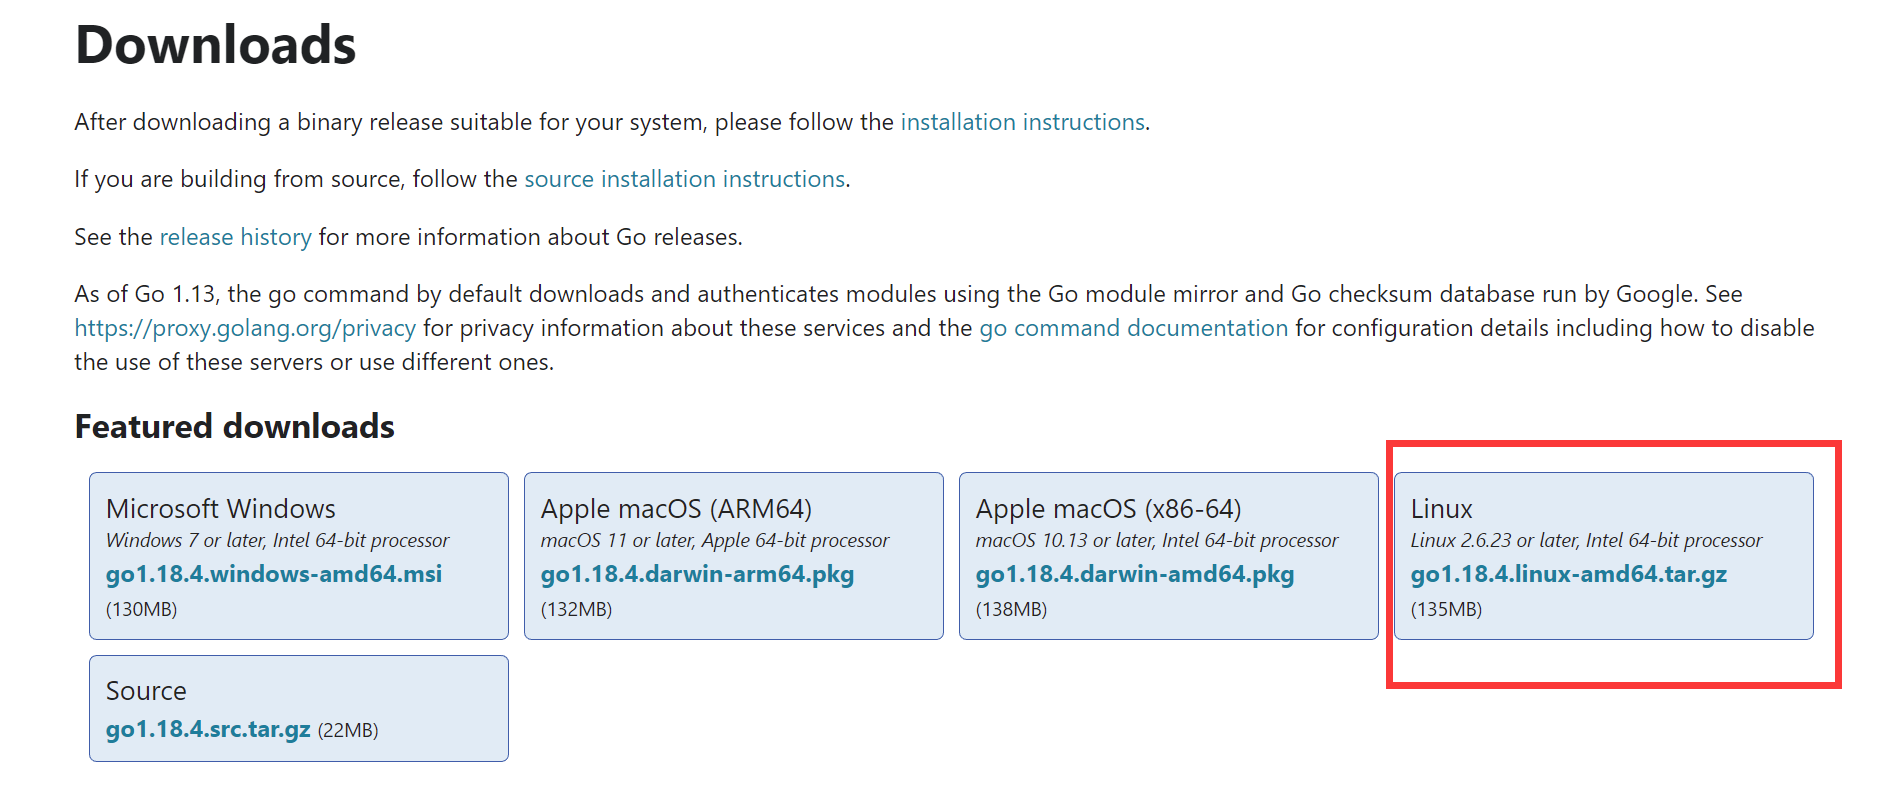 Downloads
After downloading a binary release suitable for your system, please follow the installation instructions.
If you are building from source, follow the source installation instructions.
See the release history for more information about Go releases.
As of Go 1.13, the go command by default downloads and authenticates modules using the Go module mirror and Go checksum database run by Google. See
https://proxy.golang.org/privacy for privacy information about these services and the go command documentation for configuration details including how to disable
the use of these servers or use different ones.
Featured downloads
Microsoft Windows
Windows 7 or later, Intel 64-bit processor
go1.18.4.windows-amd64.msi
(130MB)
Apple macOS (ARM64)
macOS 11 or later, Apple 64-bit processor
go1.18.4.darwin-arm64.pkg
(132MB)
Apple macOS (x86-64)
macOS 10.13 or later, Intel 64-bit processor
go1.18.4.darwin-amd64.pkg
(138MB)
Linux
Linux 2.6.23 or later, Intel 64-bit processor
go1.18.4.linux-amd64.tar.gz
(135MB)
Source
go1.18.4.src.tar.gz (22MB)